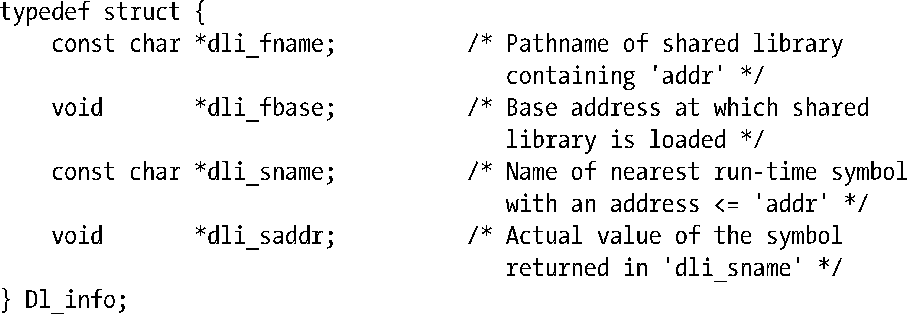 typedef struct {
    const char *dli_fname;          /* Pathname of shared library
                                       containing 'addr' */
    void       *dli_fbase;          /* Base address at which shared
                                       library is loaded */
    const char *dli_sname;          /* Name of nearest run-time symbol
                                       with an address <= 'addr' */
    void       *dli_saddr;          /* Actual value of the symbol
                                       returned in 'dli_sname' */
} Dl_info;